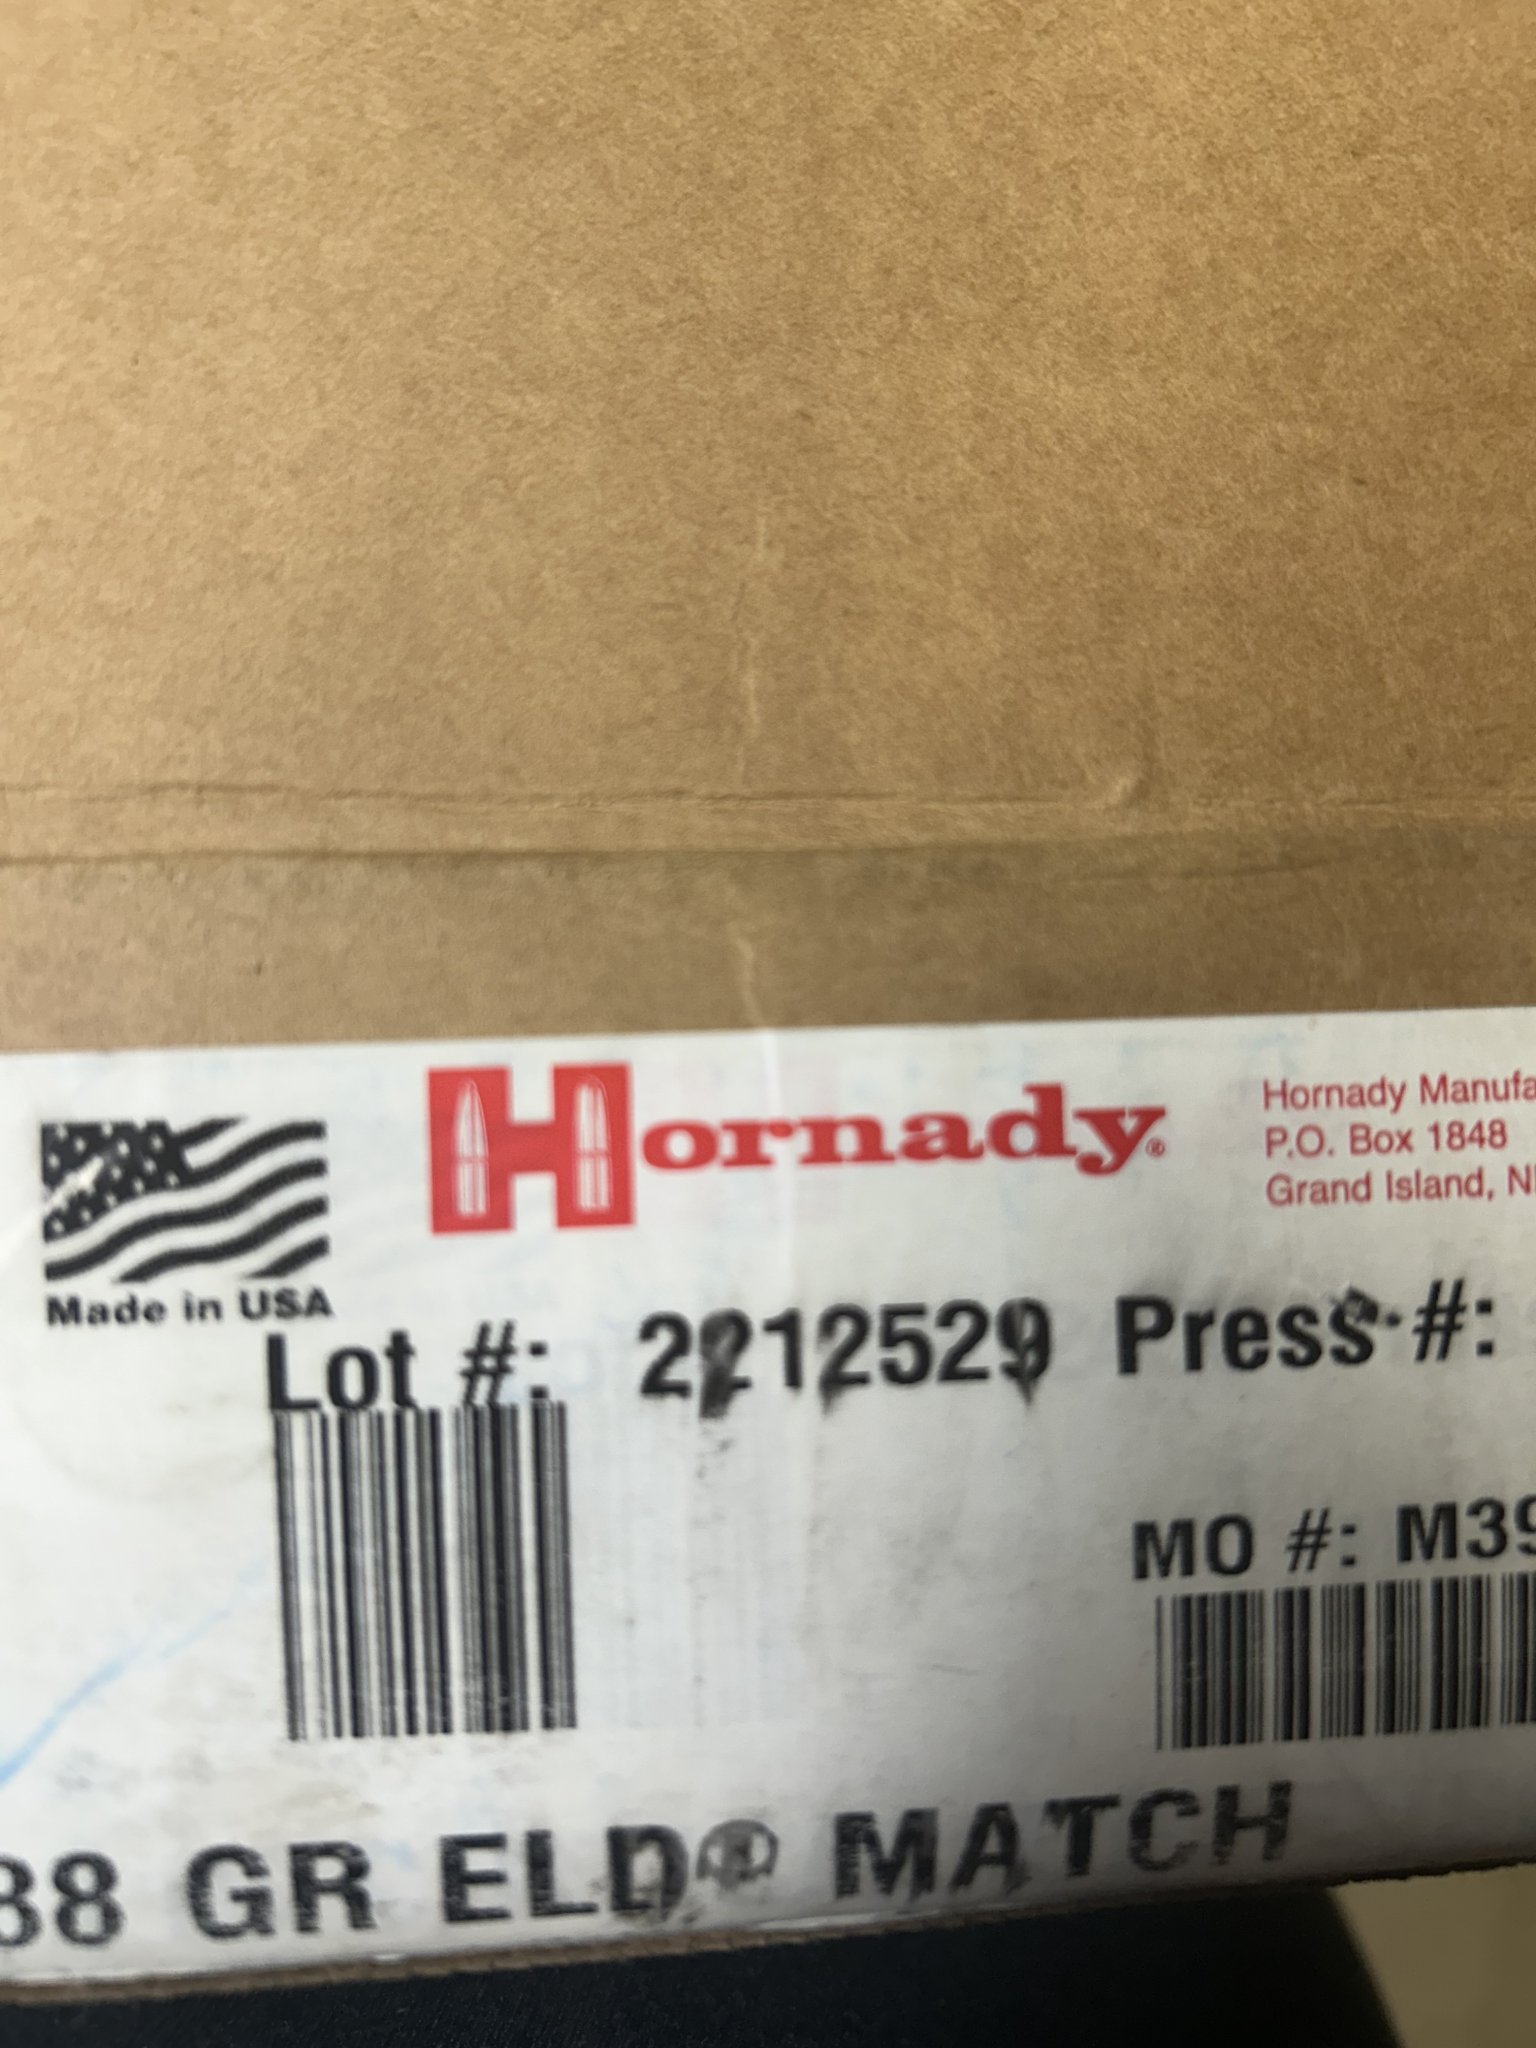 Hornady®
Hornady Manufa
P.O. Box 1848
Grand Island, N
Made in USA
Lot #: 2212529 Press #:
MO #: M39
88 GR ELD® MATCH